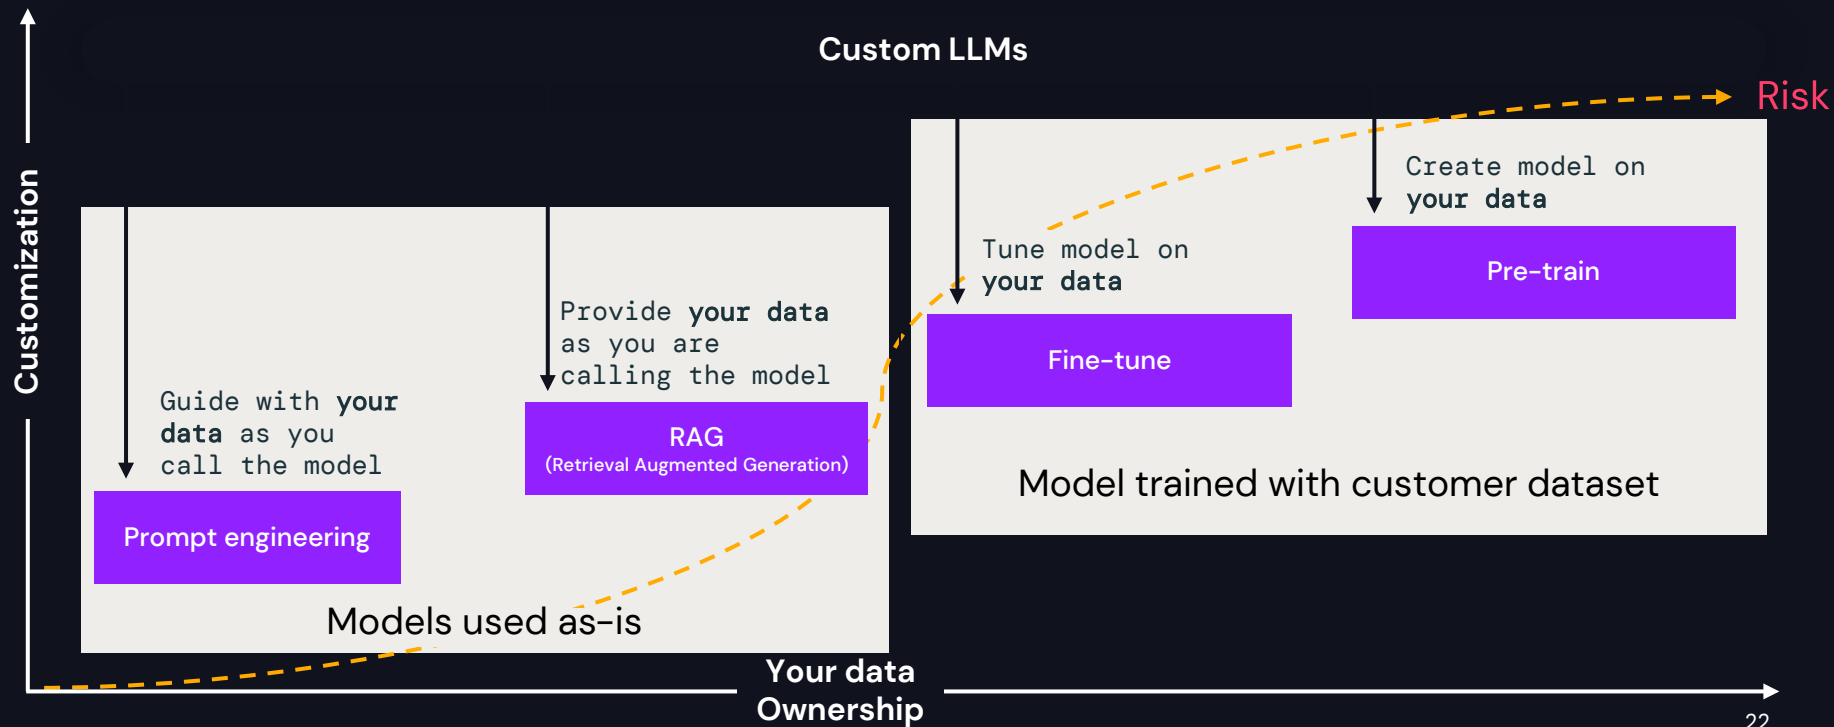 Custom LLMs
Risk
Customization
Create model on
your data
Pre-train
Tune model on
your data
Fine-tune
Model trained with customer dataset
Provide your data
as you are
calling the model
RAG
(Retrieval Augmented Generation)
Guide with your
data as you
call the model
Prompt engineering
Models used as-is
Your data
Ownership
22